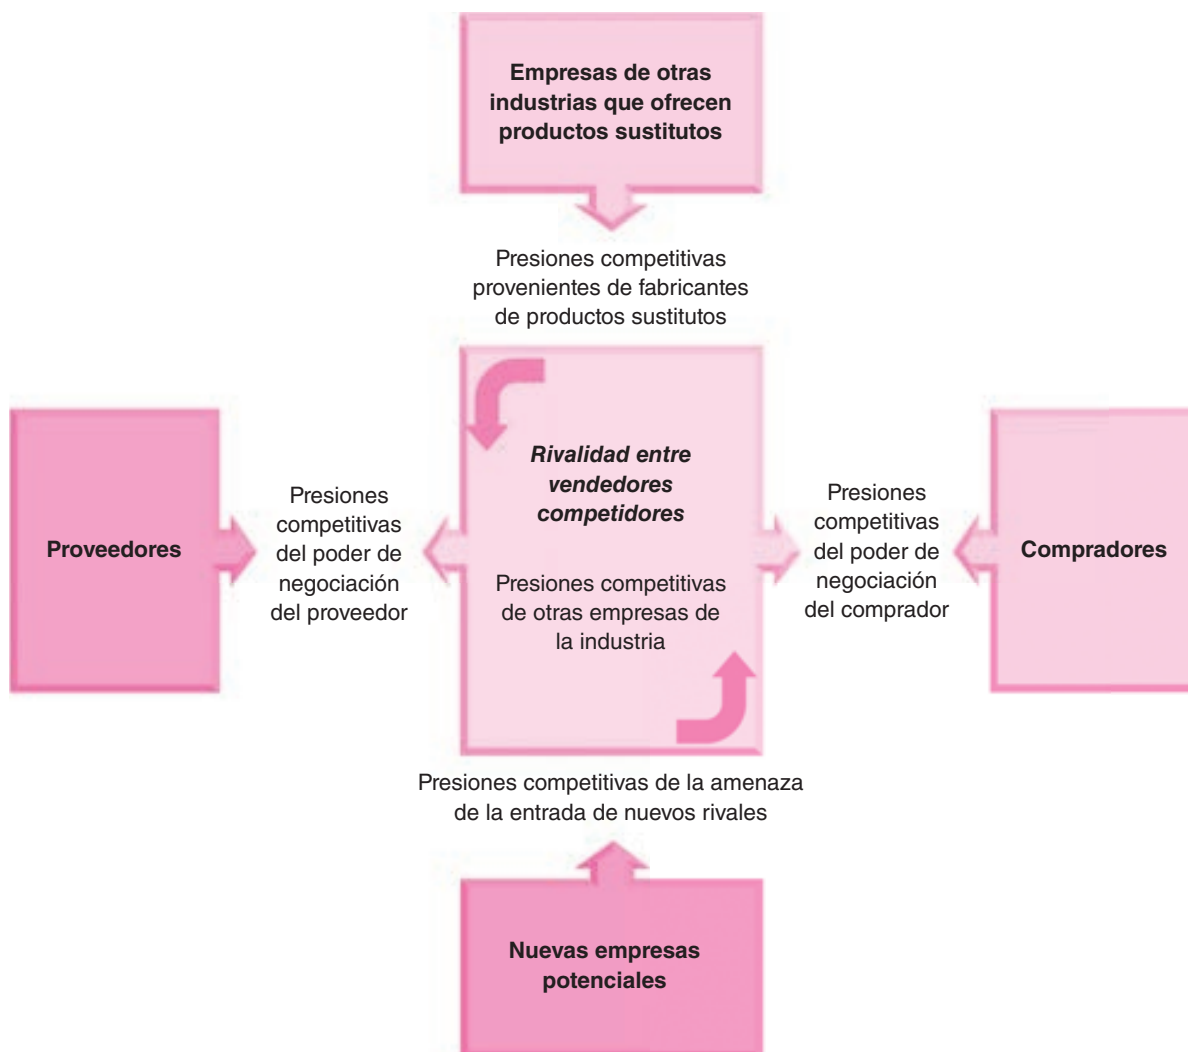 Empresas de otras
industrias que ofrecen
productos sustitutos
Presiones competitivas
provenientes de fabricantes
de productos sustitutos
Proveedores
Presiones
competitivas
del poder de
negociación
del proveedor
Rivalidad entre
vendedores
competidores
Presiones competitivas
de otras empresas de
la industria
Presiones
competitivas
del poder de
negociación
del comprador
Compradores
Presiones competitivas de la amenaza
de la entrada de nuevos rivales
Nuevas empresas
potenciales